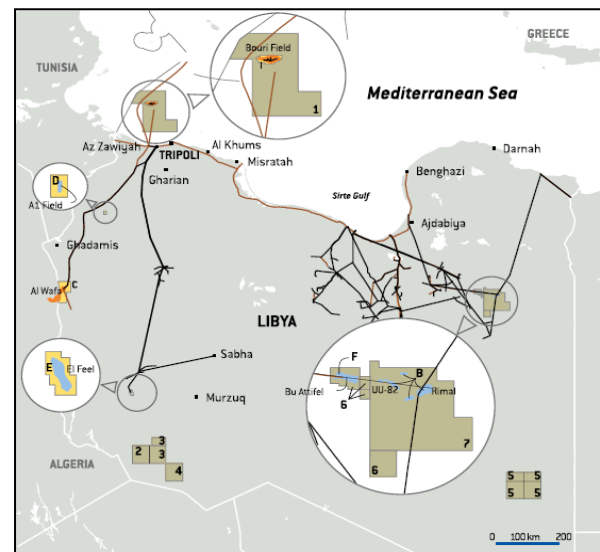 GREECE
TUNISIA
Bouri Field
1
Mediterranean Sea
Az Zawiyah
TRIPOLI
Al Khums
Misratah
Darnah
Gharian
Benghazi
D
A1 Field
Sirte Gulf
Ajdabiya
Ghadamis
C
Al Wafa
LIBYA
Sabha
E
El Feel
F
B
Bu Attifel
UU-82
Rimal
6
Murzuq
7
6
ALGERIA
3
2
3
4
5
5
5
5
0
100 km
200